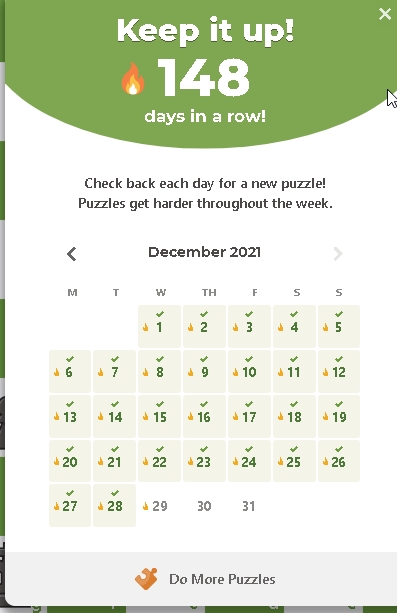 Keep it up!
148
days in a row!
Check back each day for a new puzzle!
Puzzles get harder throughout the week.
December 2021
M T W TH F S S
1 2 3 4 5
6 7 8 9 10 11 12
13 14 15 16 17 18 19
20 21 22 23 24 25 26
27 28 29 30 31
Do More Puzzles